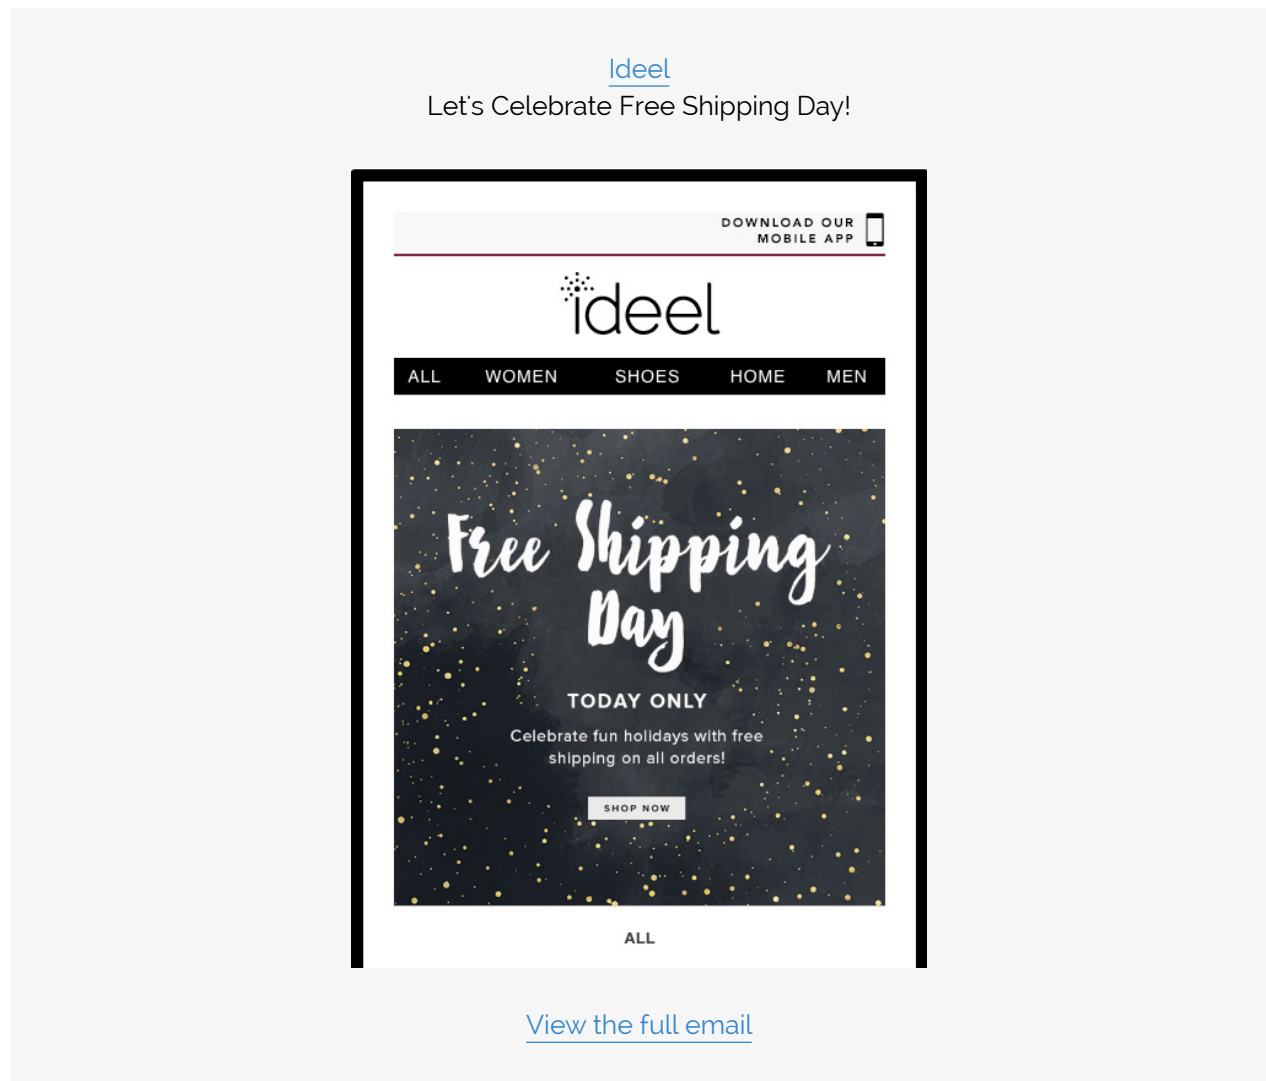 Ideel
Let's Celebrate Free Shipping Day!
DOWNLOAD OUR
MOBILE APP
ideel
ALL WOMEN SHOES HOME MEN
Free Shipping
Day
TODAY ONLY
Celebrate fun holidays with free
shipping on all orders!
SHOP NOW
ALL
View the full email